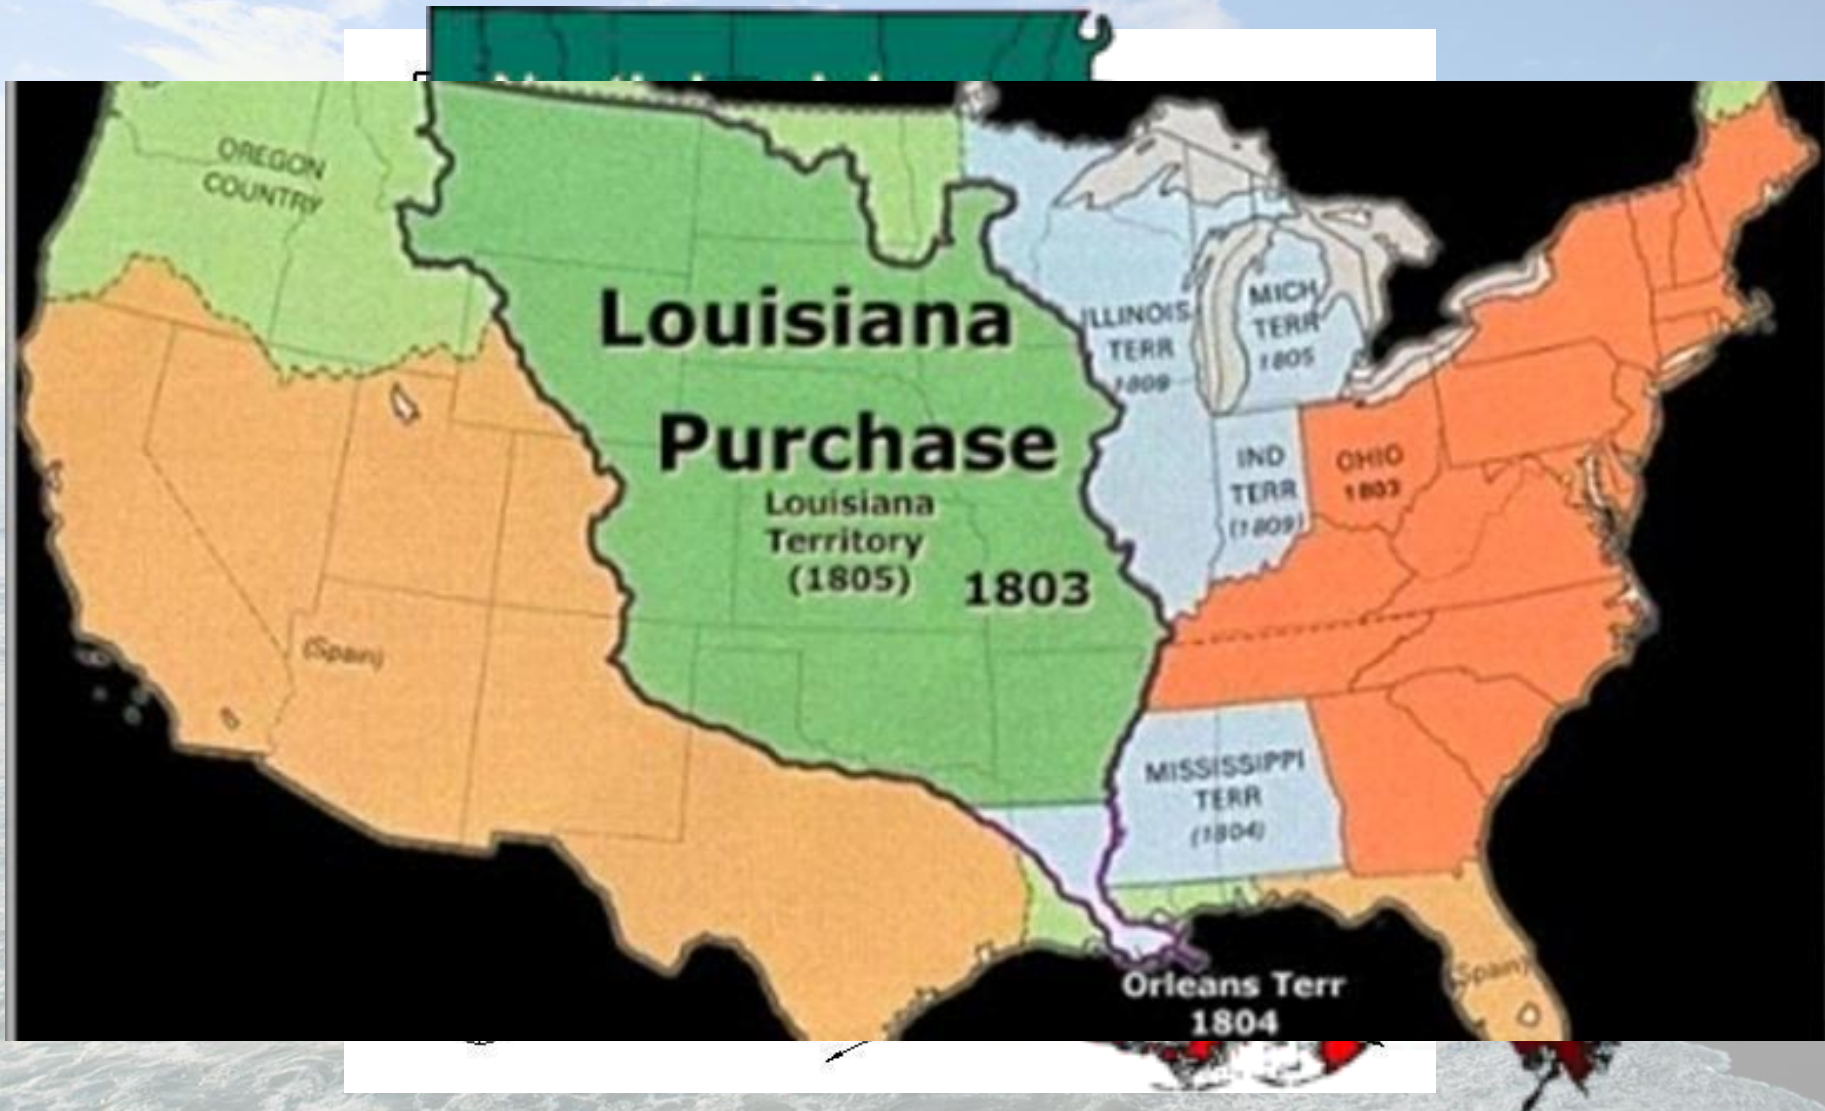 OREGON
COUNTRY
Louisiana
Purchase
Louisiana
Territory
(1805)
1803
ILLINOIS
TERR
1809
MICH
TERR
1805
IND
TERR
(1809)
OHIO
1803
(Spain)
MISSISSIPPI
TERR
(1804)
(Spain)
Orleans Terr
1804